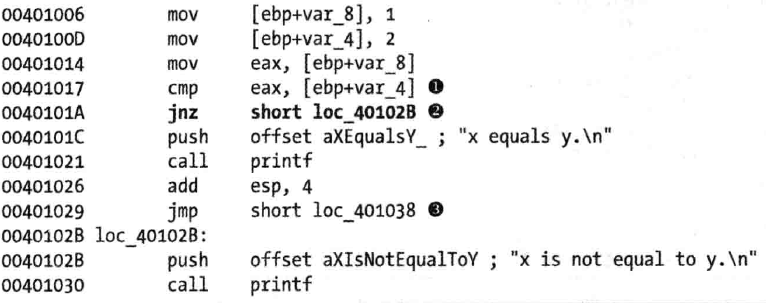 00401006 mov [ebp+var_8], 1
0040100D mov [ebp+var_4], 2
00401014 mov eax, [ebp+var_8]
00401017 cmp eax, [ebp+var_4] ❶
0040101A jnz short loc_40102B ❷
0040101C push offset aXEqualsY_ ; "x equals y.\n"
00401021 call printf
00401026 add esp, 4
00401029 jmp short loc_401038 ❸
0040102B loc_40102B:
0040102B push offset aXIsNotEqualToY ; "x is not equal to y.\n"
00401030 call printf